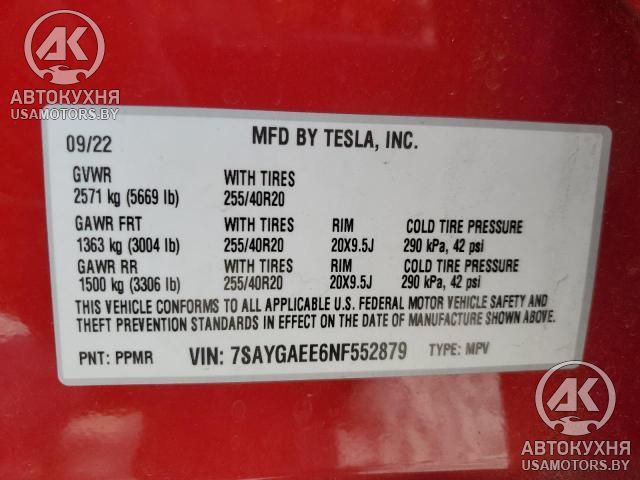 АК
АВТОКУХНЯ
USAMOTORS.BY
09/22 MFD BY TESLA, INC.
GVWR WITH TIRES
2571 kg (5669 lb) 255/40R20
GAWR FRT WITH TIRES RIM COLD TIRE PRESSURE
1363 kg (3004 lb) 255/40R20 20X9.5J 290 kPa, 42 psi
GAWR RR WITH TIRES RIM COLD TIRE PRESSURE
1500 kg (3306 lb) 255/40R20 20X9.5J 290 kPa, 42 psi
THIS VEHICLE CONFORMS TO ALL APPLICABLE U.S. FEDERAL MOTOR VEHICLE SAFETY AND
THEFT PREVENTION STANDARDS IN EFFECT ON THE DATE OF MANUFACTURE SHOWN ABOVE.
PNT: PPMR VIN: 7SAYGAEE6NF552879 TYPE: MPV
АК
АВТОКУХНЯ
USAMOTORS.BY